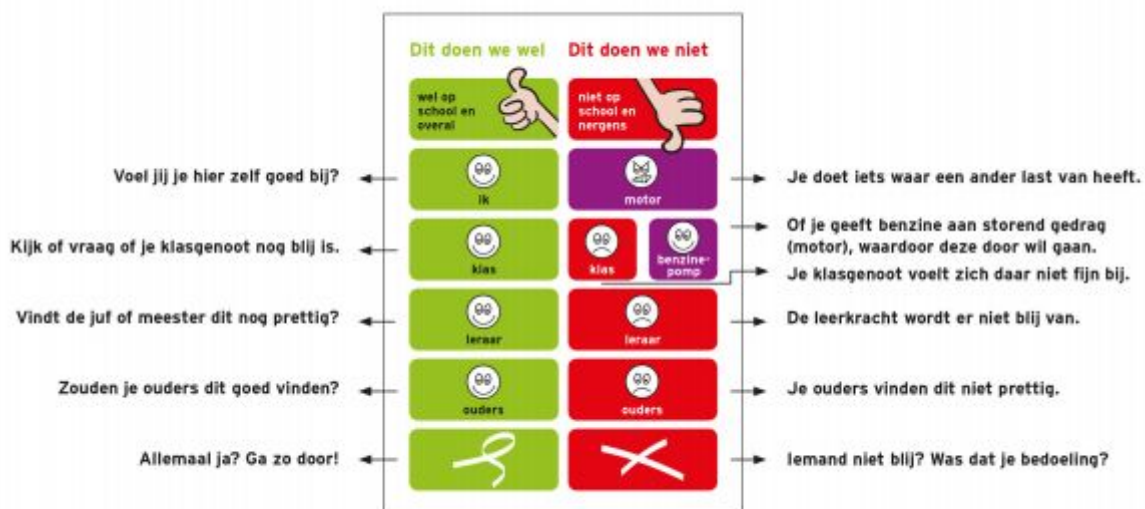 Dit doen we wel
Dit doen we niet
wel op
school en
overal
niet op
school en
nergens
Voel jij je hier zelf goed bij?
ik
motor
Je doet iets waar een ander last van heeft.
Kijk of vraag of je klasgenoot nog blij is.
klas
klas
benzine-
pomp
Of je geeft benzine aan storend gedrag
(motor), waardoor deze door wil gaan.
Je klasgenoot voelt zich daar niet fijn bij.
Vindt de juf of meester dit nog prettig?
leraar
leraar
De leerkracht wordt er niet blij van.
Zouden je ouders dit goed vinden?
ouders
ouders
Je ouders vinden dit niet prettig.
Allemaal ja? Ga zo door!
Iemand niet blij? Was dat je bedoeling?